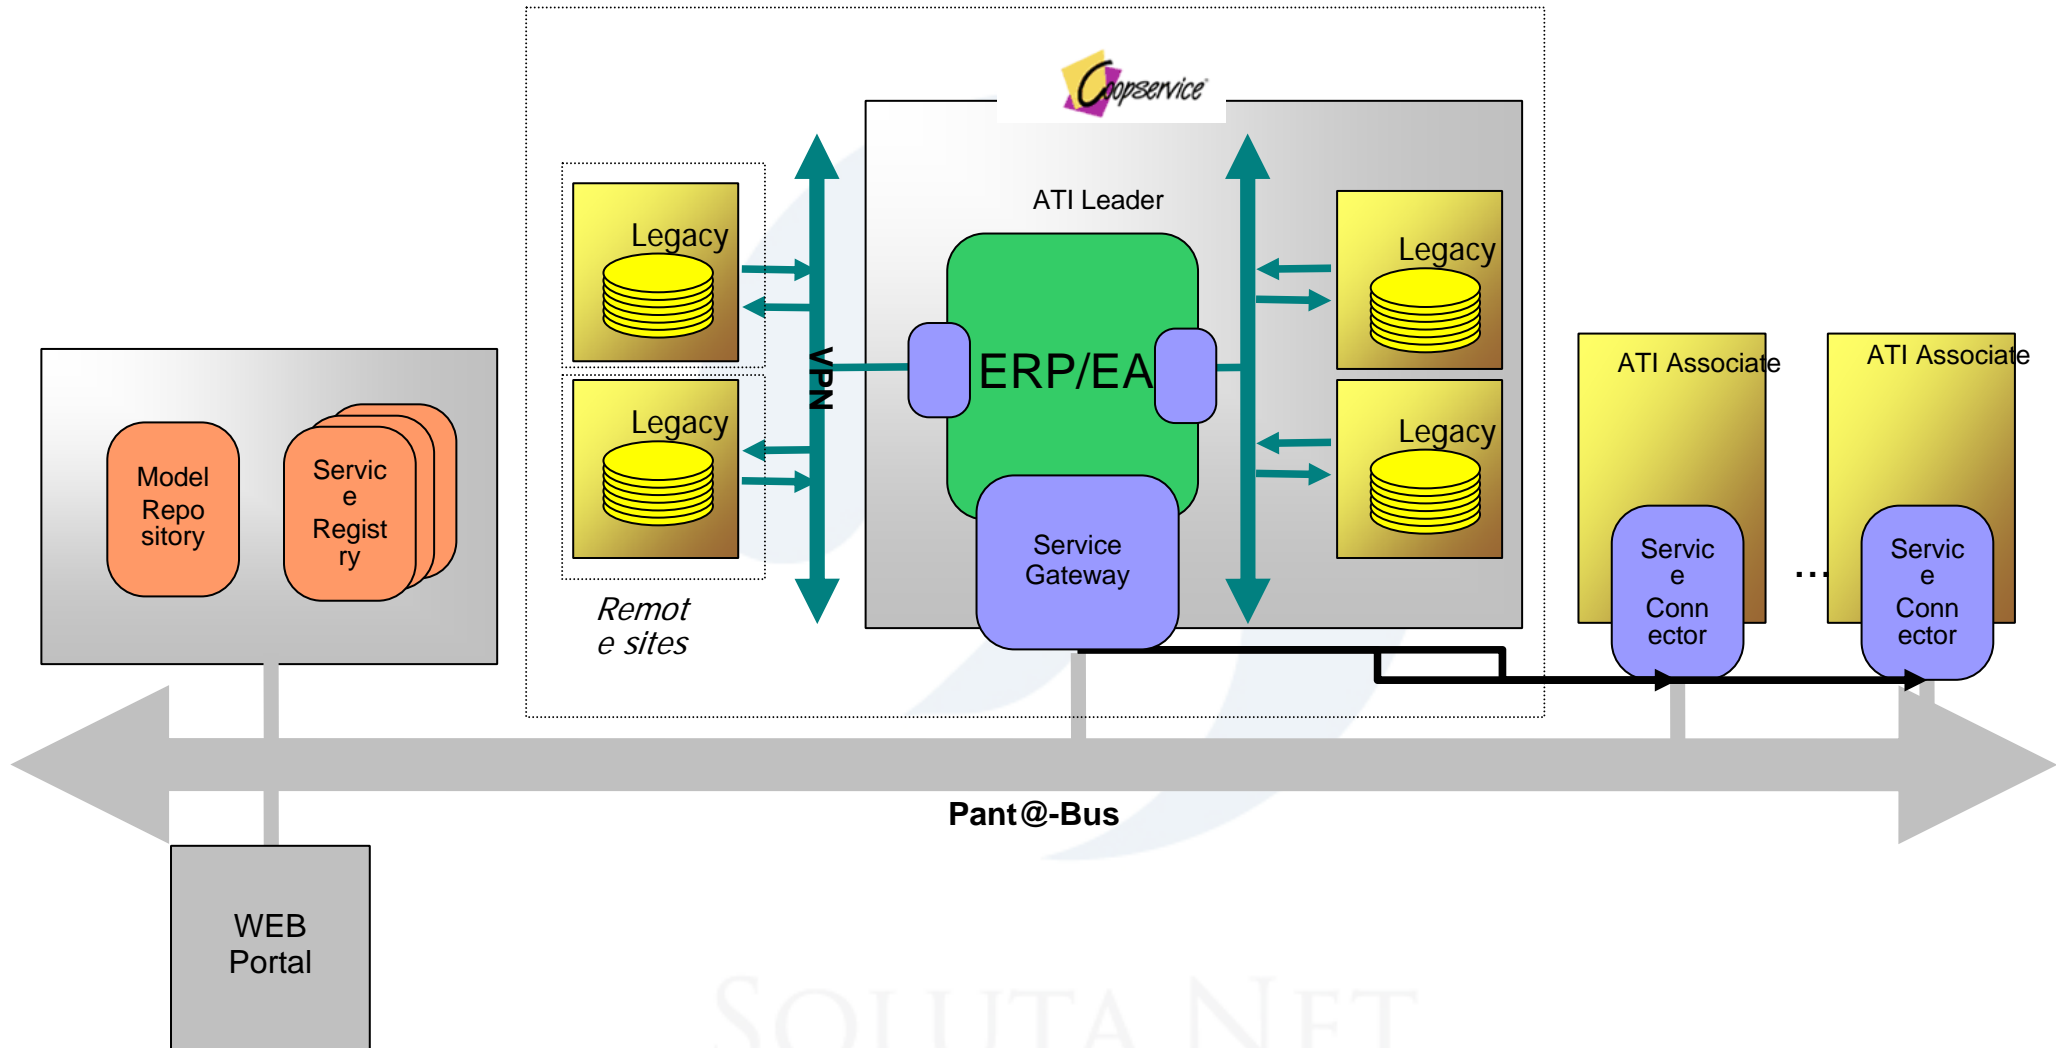 Coopservice
ATI Leader
Legacy
Legacy
Legacy
Legacy
VPN
ERP/EA
Service
Gateway
Remot
e sites
Model
Repo
sitory
Servic
e
Regist
ry
ATI Associate
ATI Associate
Servic
e
Conn
ector
...
Servic
e
Conn
ector
Pant@-Bus
WEB
Portal
SOLUTA NET